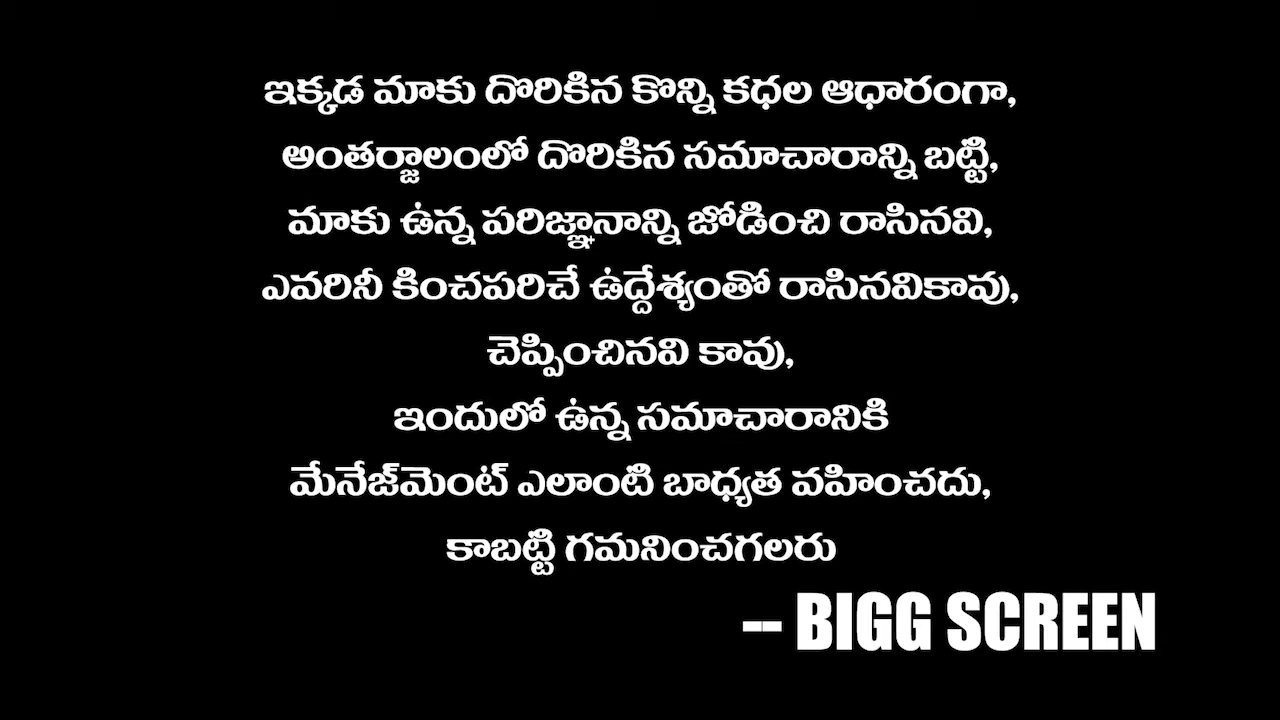 ఇక్కడ మాకు దొరికిన కొన్ని కధల ఆధారంగా,
అంతర్జాలంలో దొరికిన సమాచారాన్ని బట్టి,
మాకు ఉన్న పరిజ్ఞానాన్ని జోడించి రాసినవి,
ఎవరినీ కించపరిచే ఉద్దేశ్యంతో రాసినవికావు,
చెప్పించినవి కావు,
ఇందులో ఉన్న సమాచారానికి
మేనేజ్‌మెంట్ ఎలాంటి బాధ్యత వహించదు,
కాబట్టి గమనించగలరు
-- BIGG SCREEN